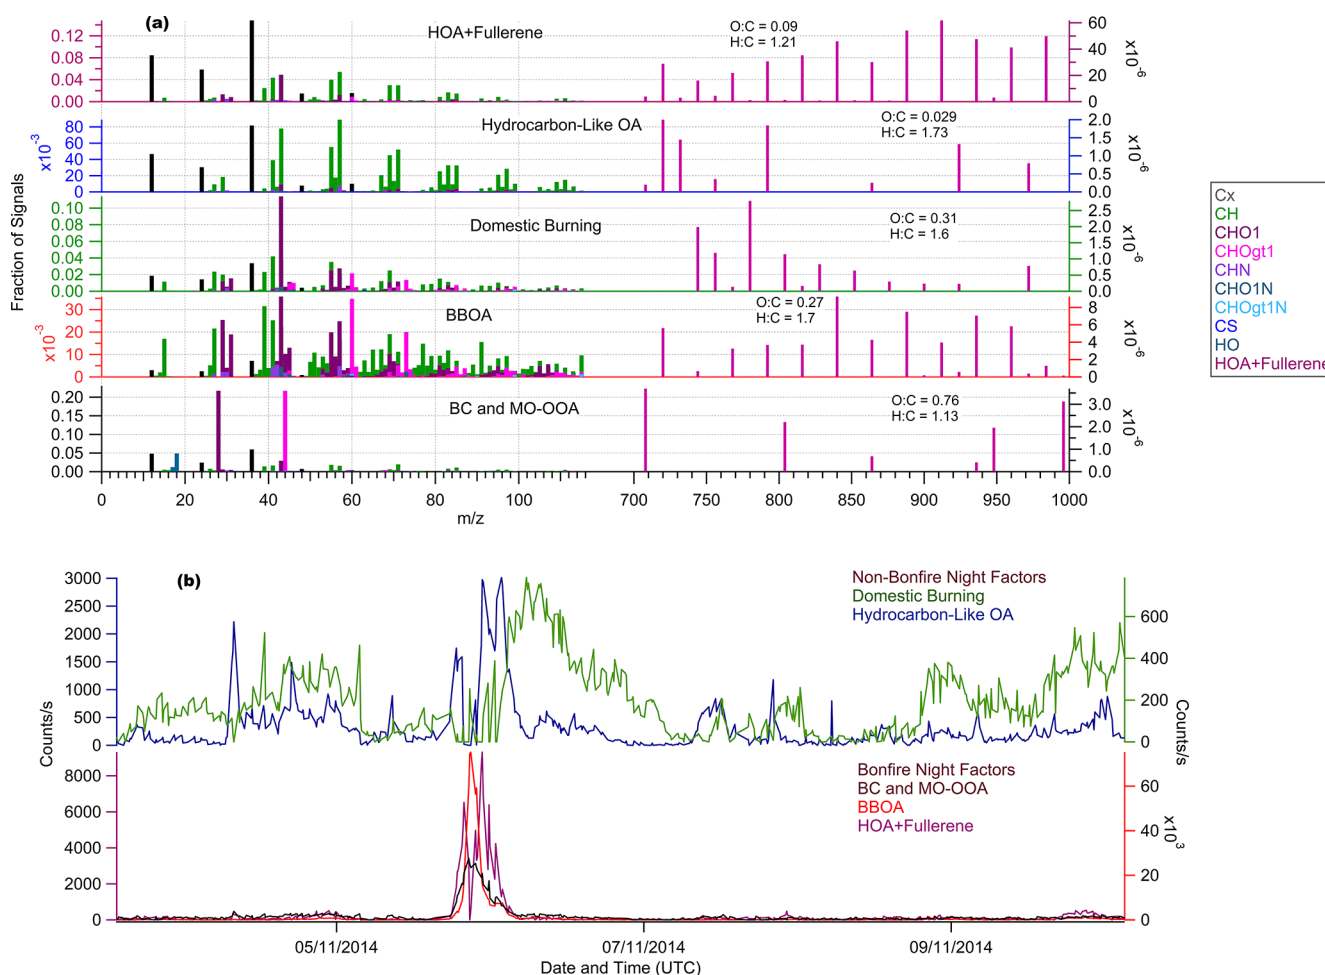 (a)
HOA+Fullerene
O:C = 0.09
H:C = 1.21
0.12
0.08
0.04
0.00
60
40
20
0
x10-6
Hydrocarbon-Like OA
O:C = 0.029
H:C = 1.73
80
60
40
20
0
x10-3
2.0
1.5
1.0
0.5
0.0
x10-6
Fraction of Signals
Domestic Burning
O:C = 0.31
H:C = 1.6
0.10
0.08
0.06
0.04
0.02
0.00
2.5
2.0
1.5
1.0
0.5
0.0
x10-6
BBOA
O:C = 0.27
H:C = 1.7
30
20
10
0
x10-3
8
6
4
2
0
x10-6
BC and MO-OOA
O:C = 0.76
H:C = 1.13
0.20
0.15
0.10
0.05
0.00
3.0
2.0
1.0
0.0
x10-6
0 20 40 60 80 100 700 750 800 850 900 950 1000
m/z
Cx
CH
CHO1
CHOgt1
CHN
CHO1N
CHOgt1N
CS
HO
HOA+Fullerene
(b)
Non-Bonfire Night Factors
Domestic Burning
Hydrocarbon-Like OA
3000
2500
2000
1500
1000
500
0
600
400
200
0
Counts/s
Counts/s
Bonfire Night Factors
BC and MO-OOA
BBOA
HOA+Fullerene
8000
6000
4000
2000
0
60
40
20
0
x103
05/11/2014 07/11/2014 09/11/2014
Date and Time (UTC)